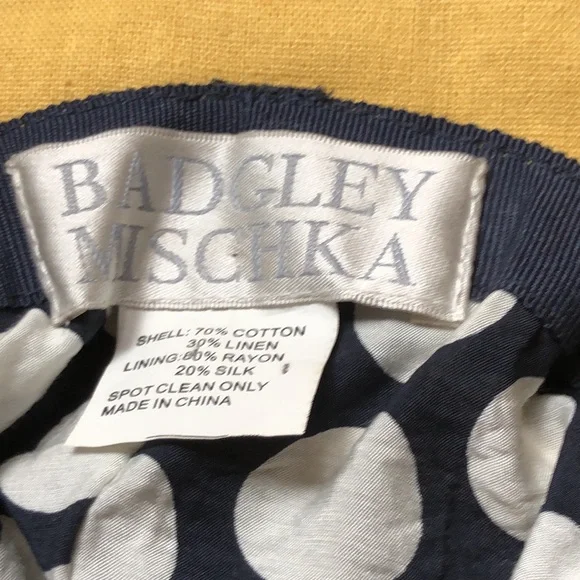 BADGLEY
MISCHKA
SHELL: 70% COTTON
30% LINEN
LINING: 80% RAYON
20% SILK
SPOT CLEAN ONLY
MADE IN CHINA